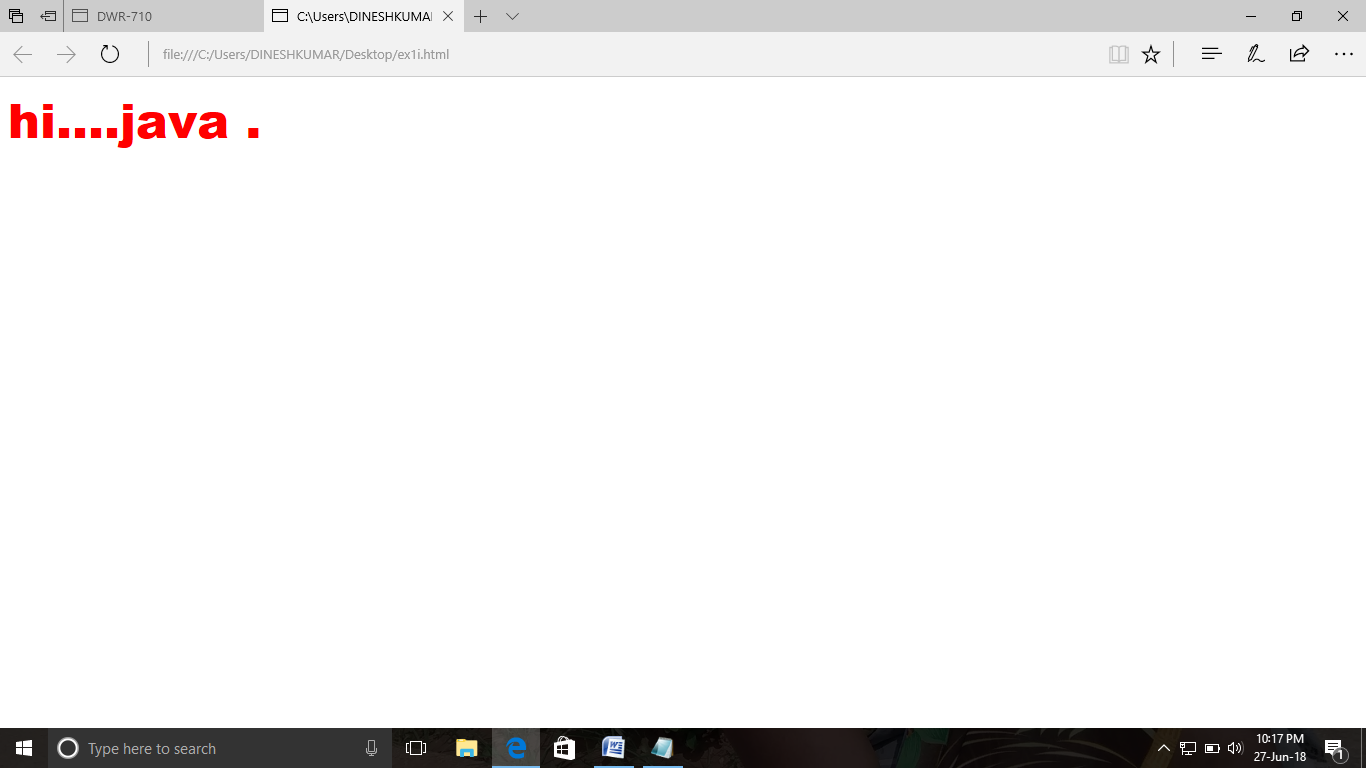 DWR-710
C:\Users\DINESHKUMAI
file:///C:/Users/DINESHKUMAR/Desktop/ex1i.html
hi....java .
Type here to search
10:17 PM
27-Jun-18
1